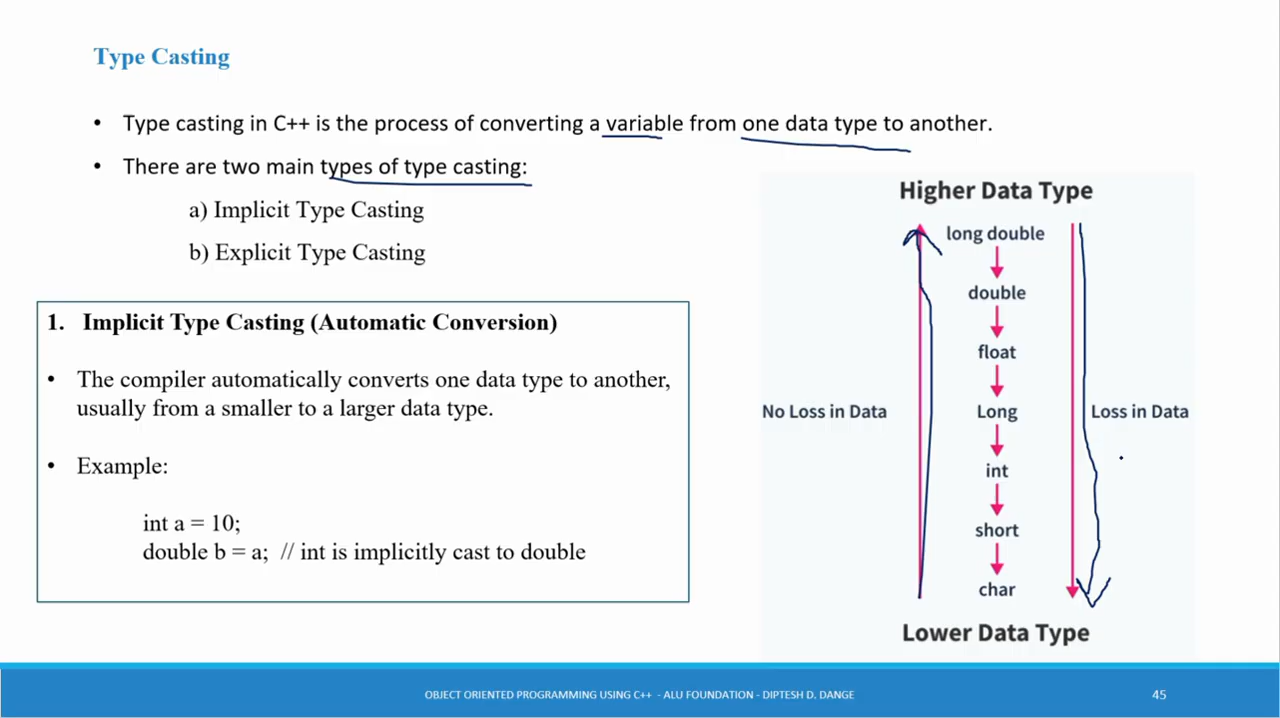 Type Casting
• Type casting in C++ is the process of converting a variable from one data type to another.
• There are two main types of type casting:
a) Implicit Type Casting
b) Explicit Type Casting
1. Implicit Type Casting (Automatic Conversion)
• The compiler automatically converts one data type to another,
usually from a smaller to a larger data type.
• Example:
int a = 10;
double b = a; // int is implicitly cast to double
Higher Data Type
long double
double
float
Long
int
short
char
No Loss in Data
Loss in Data
Lower Data Type
OBJECT ORIENTED PROGRAMMING USING C++ - ALU FOUNDATION - DIPTESH D. DANGE
45